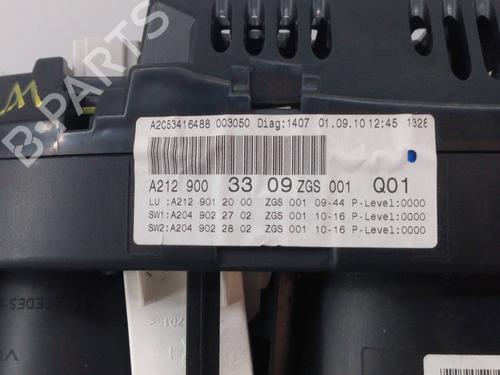 B-PARTS
W
A2C53416488 003050 Diag:1407 01.09.10 12:45 1328
A212 900 33 09 ZGS 001 Q01
LU : A212 901 20 00 ZGS 001 09-44 P-Level:0000
SW1:A204 902 27 02 ZGS 001 10-16 P-Level:0000
SW2:A204 902 28 02 ZGS 001 10-16 P-Level:0000